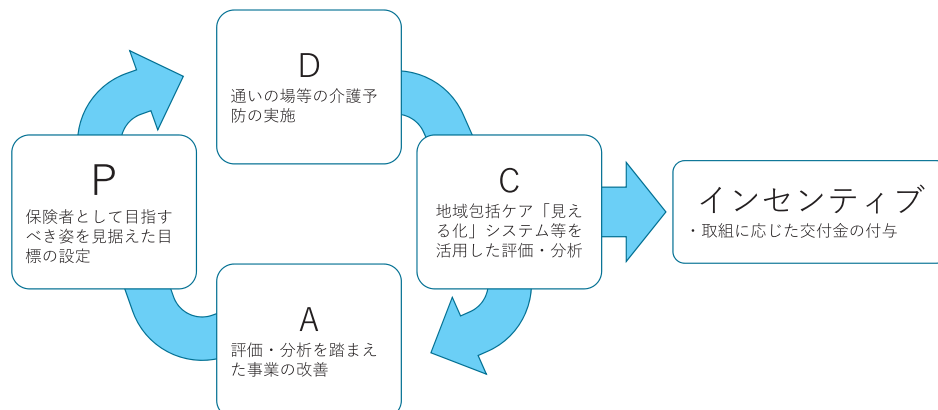 D
通いの場等の介護予
防の実施
P
保険者として目指す
べき姿を見据えた目
標の設定
C
地域包括ケア「見え
る化」システム等を
活用した評価・分析
インセンティブ
・取組に応じた交付金の付与
A
評価・分析を踏まえ
た事業の改善